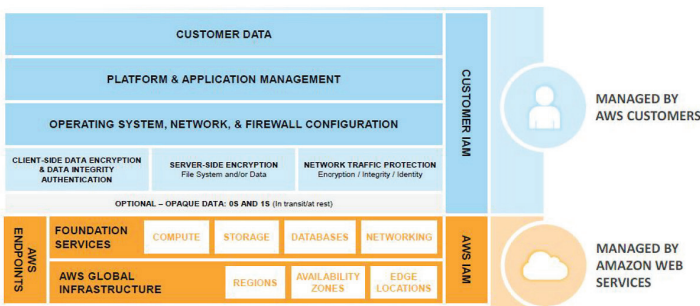 CUSTOMER DATA
PLATFORM & APPLICATION MANAGEMENT
OPERATING SYSTEM, NETWORK, & FIREWALL CONFIGURATION
CLIENT-SIDE DATA ENCRYPTION
& DATA INTEGRITY
AUTHENTICATION
SERVER-SIDE ENCRYPTION
File System and/or Data
NETWORK TRAFFIC PROTECTION
Encryption / Integrity / Identity
OPTIONAL – OPAQUE DATA: 0S AND 1S (In transit/at rest)
CUSTOMER IAM
MANAGED BY
AWS CUSTOMERS
AWS
ENDPOINTS
FOUNDATION
SERVICES
COMPUTE
STORAGE
DATABASES
NETWORKING
AWS GLOBAL
INFRASTRUCTURE
REGIONS
AVAILABILITY
ZONES
EDGE
LOCATIONS
AWS IAM
MANAGED BY
AMAZON WEB
SERVICES